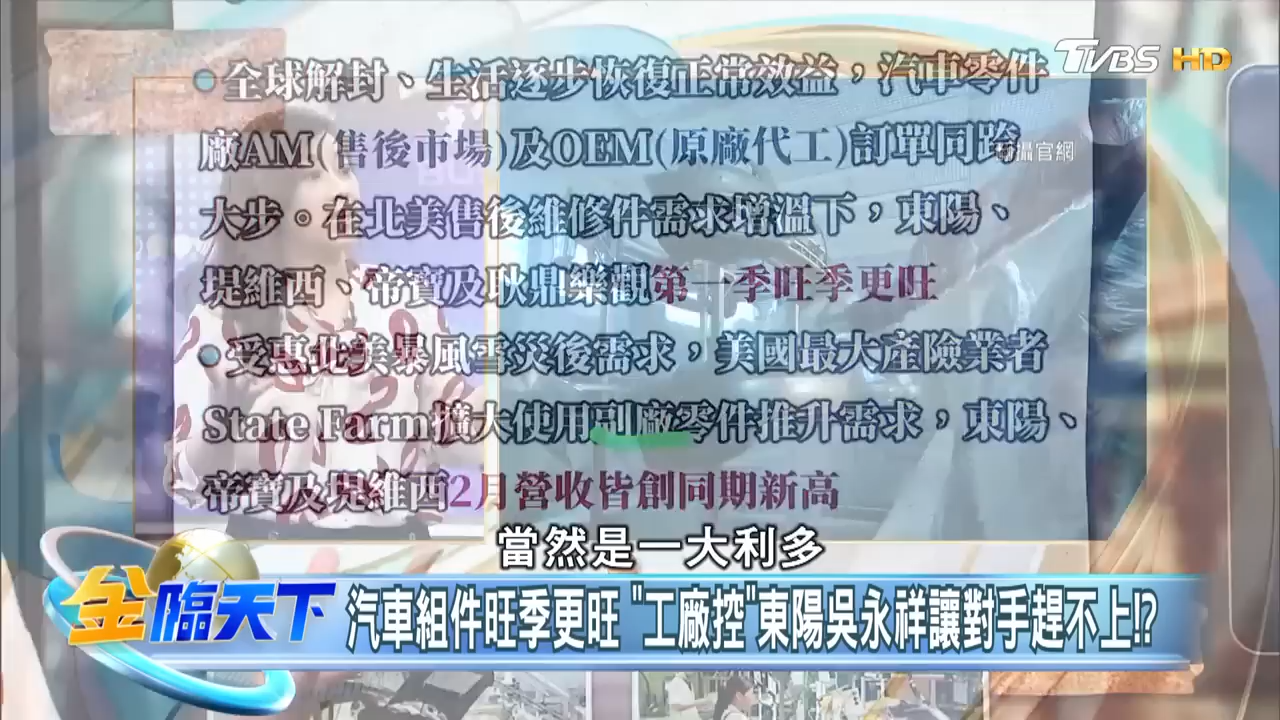 TVBS HD
• 全球解封、生活逐步恢復正常效益，汽車零件
廠AM(售後市場)及OEM(原廠代工)訂單同跨
翻攝官網
大步。在北美售後維修件需求增溫下，東陽、
堤維西、帝寶及耿鼎樂觀第一季旺季更旺
• 受惠北美暴風雪災後需求，美國最大產險業者
State Farm擴大使用副廠零件推升需求，東陽、
帝寶及堤維西2月營收皆創同期新高
當然是一大利多
金臨天下
汽車組件旺季更旺 "工廠控"東陽吳永祥讓對手趕不上!?